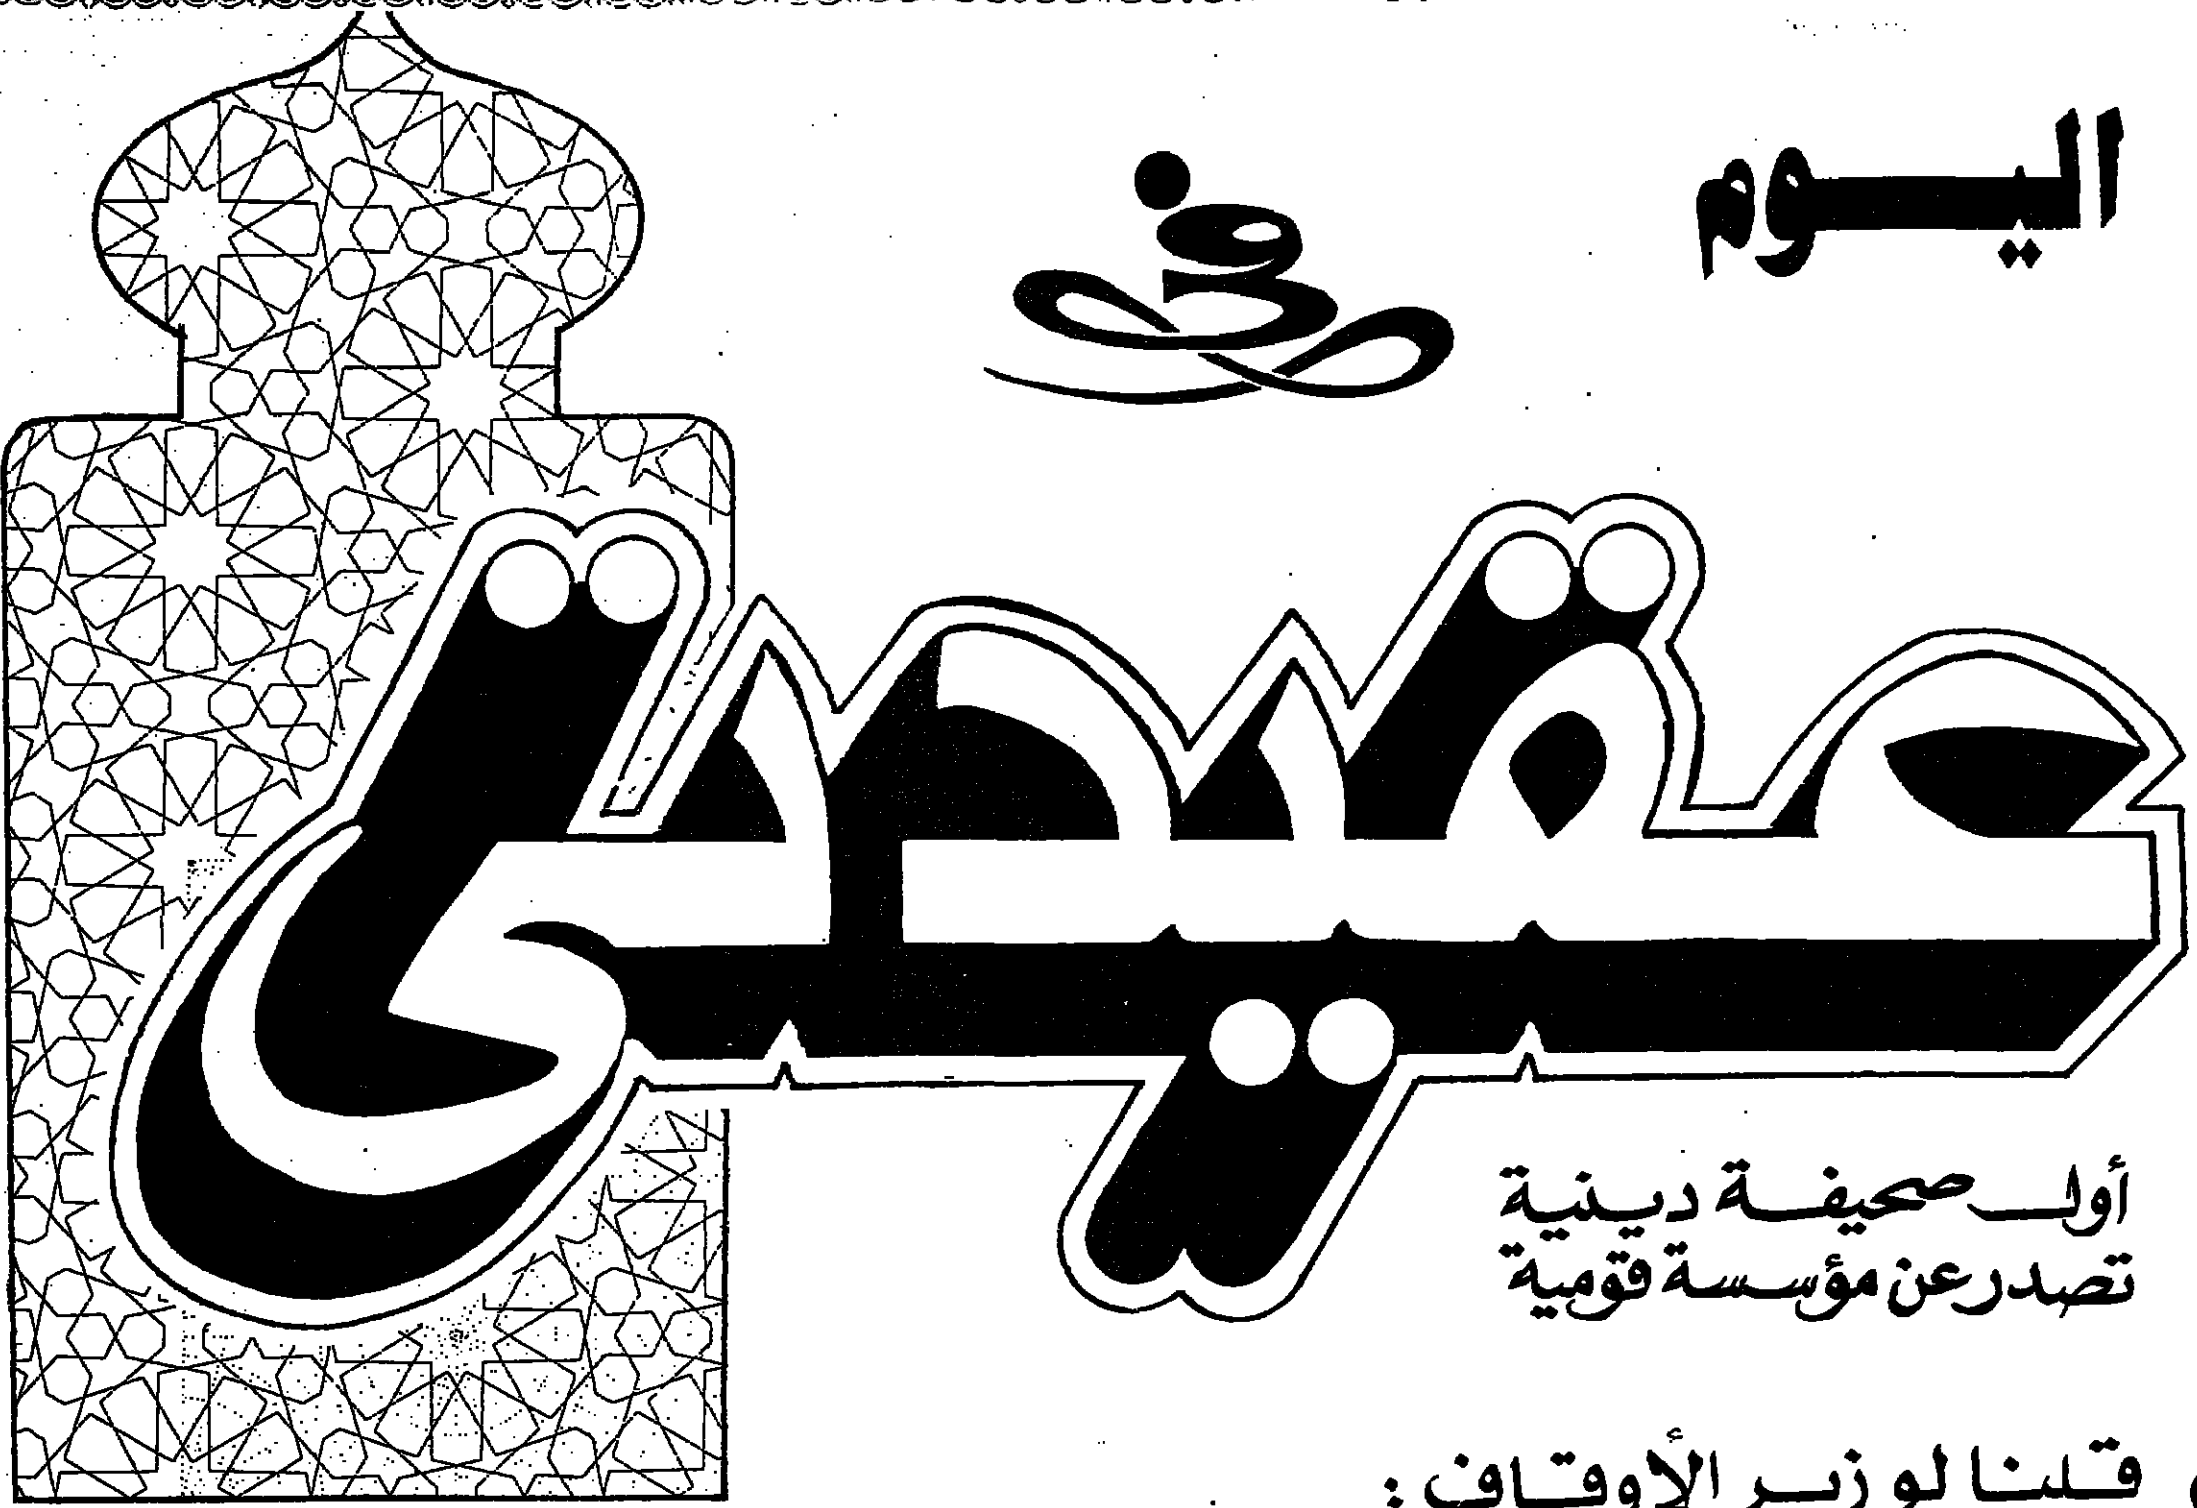 اليوم
في
عقيدتي
أول صحيفة دينية
تصدر عن مؤسسة قومية
قلنا لوزير الأوقاف :